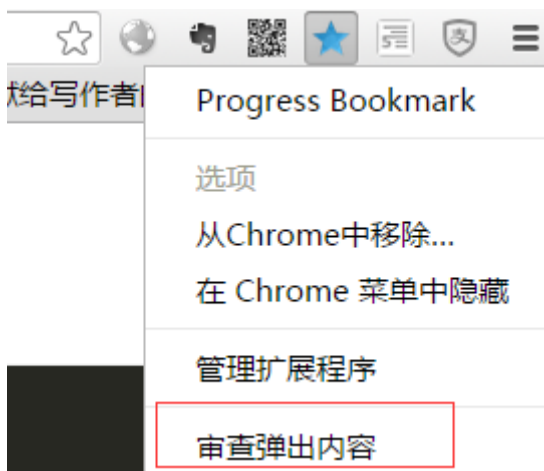 给写作者
Progress Bookmark
选项
从Chrome中移除...
在 Chrome 菜单中隐藏
管理扩展程序
审查弹出内容